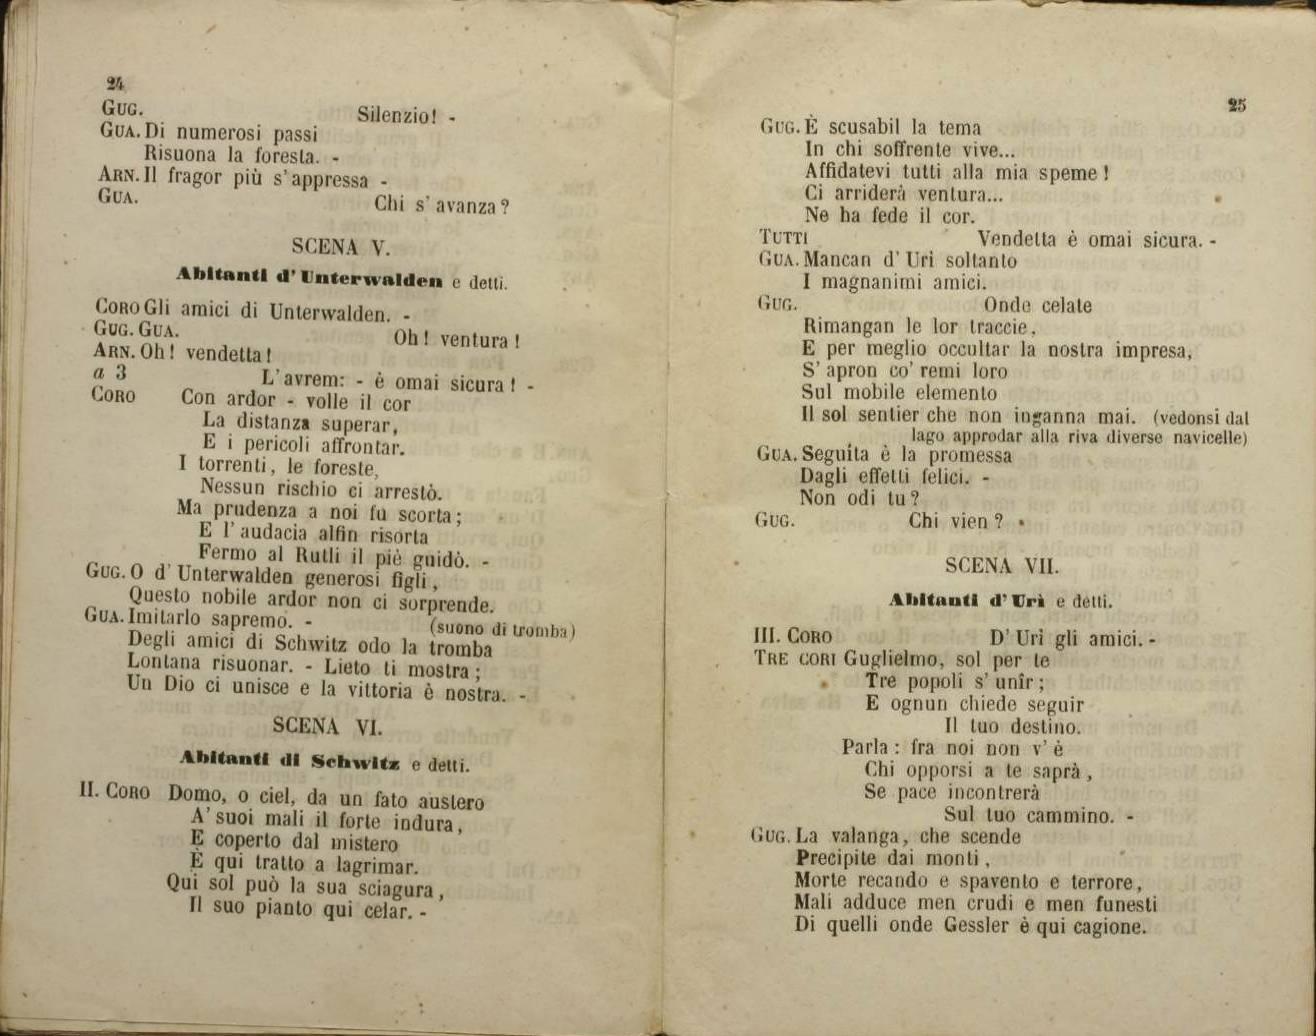 24
GUG. Silenzio! -
GUA. Di numerosi passi
Risuona la foresta. -
ARN. Il fragor più s'appressa -
GUA. Chi s'avanza?
SCENA V.
Abitanti d'Unterwalden e detti.
CORO Gli amici di Unterwalden. -
GUG. GUA. Oh! ventura!
ARN. Oh! vendetta!
a 3 L'avrem: - è omai sicura! -
CORO Con ardor - volle il cor
La distanza superar,
E i pericoli affrontar.
I torrenti, le foreste,
Nessun rischio ci arrestò.
Ma prudenza a noi fu scorta;
E l'audacia alfin risorta
Fermo al Rutli il piè guidò. -
GUG. O d'Unterwalden generosi figli,
Questo nobile ardor non ci sorprende.
GUA. Imitarlo sapremo. - (suono di tromba)
Degli amici di Schwitz odo la tromba
Lontana risuonar. - Lieto ti mostra;
Un Dio ci unisce e la vittoria è nostra. -
SCENA VI.
Abitanti di Schwitz e detti.
II. CORO Domo, o ciel, da un fato austero
A' suoi mali il forte indura,
E coperto dal mistero
È qui tratto a lagrimar.
Qui sol può la sua sciagura,
Il suo pianto qui celar. -
25
GUG. È scusabil la tema
In chi soffrente vive...
Affidatevi tutti alla mia speme!
Ci arriderà ventura...
Ne ha fede il cor.
TUTTI Vendetta è omai sicura. -
GUA. Mancan d'Uri soltanto
I magnanimi amici.
GUG. Onde celate
Rimangan le lor traccie,
E per meglio occultar la nostra impresa,
S'apron co' remi loro
Sul mobile elemento
Il sol sentier che non inganna mai. (vedonsi dal
lago approdar alla riva diverse navicelle)
GUA. Seguita è la promessa
Dagli effetti felici. -
Non odi tu?
GUG. Chi vien?
SCENA VII.
Abitanti d'Urì e detti.
III. CORO D'Urì gli amici. -
TRE CORI Guglielmo, sol per te
Tre popoli s'unîr;
E ognun chiede seguir
Il tuo destino.
Parla: fra noi non v'è
Chi opporsi a te saprà,
Se pace incontrerà
Sul tuo cammino. -
GUG. La valanga, che scende
Precipite dai monti,
Morte recando e spavento e terrore,
Mali adduce men crudi e men funesti
Di quelli onde Gessler è qui cagione.